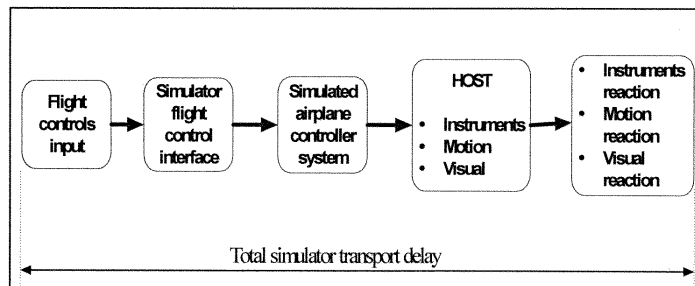 Flight
controls
input
Simulator
flight
control
interface
Simulated
airplane
controller
system
HOST
• Instruments
• Motion
• Visual
• Instruments
reaction
• Motion
reaction
• Visual
reaction
Total simulator transport delay